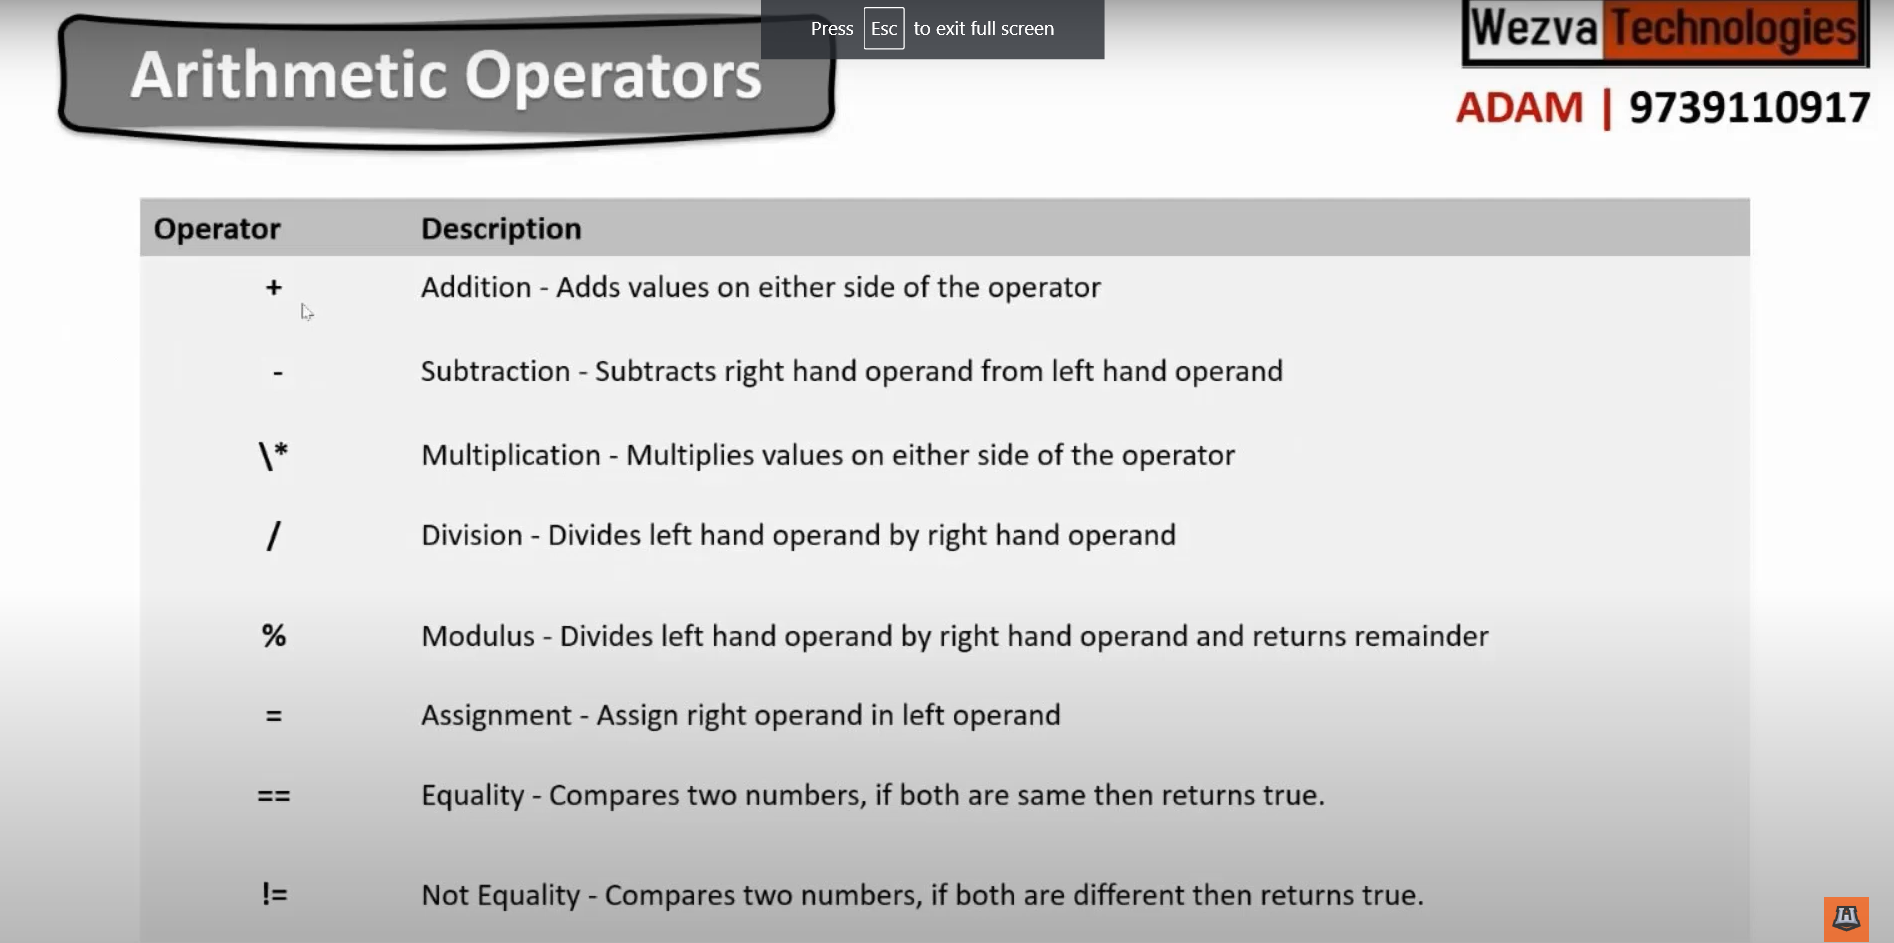 Press Esc to exit full screen
Arithmetic Operators
Wezva Technologies
ADAM | 9739110917
Operator Description
+ Addition - Adds values on either side of the operator
- Subtraction - Subtracts right hand operand from left hand operand
\* Multiplication - Multiplies values on either side of the operator
/ Division - Divides left hand operand by right hand operand
% Modulus - Divides left hand operand by right hand operand and returns remainder
= Assignment - Assign right operand in left operand
== Equality - Compares two numbers, if both are same then returns true.
!= Not Equality - Compares two numbers, if both are different then returns true.